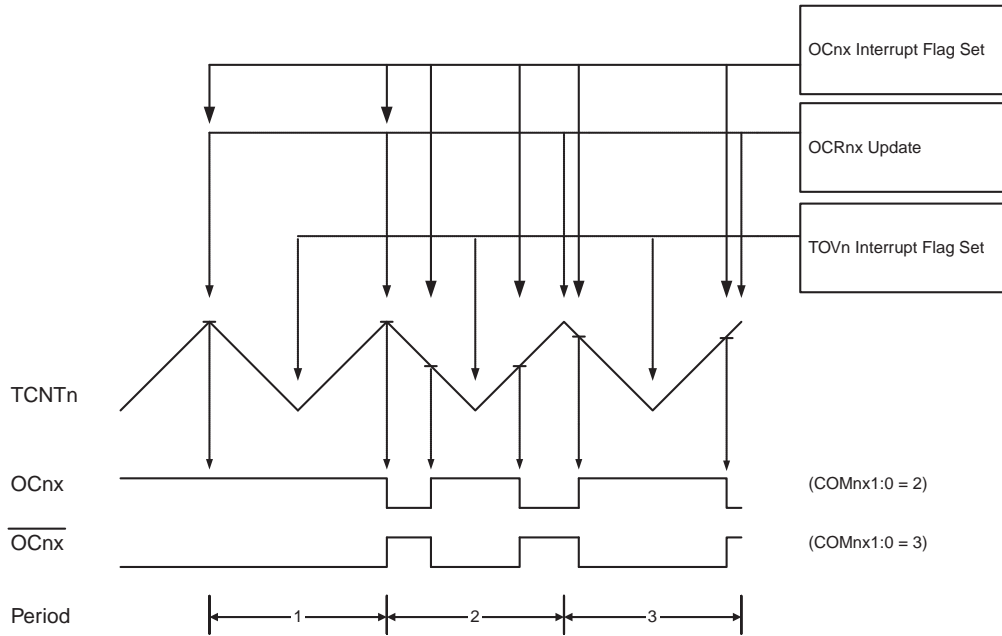 OCnx Interrupt Flag Set
OCRnx Update
TOVn Interrupt Flag Set
TCNTn
OCnx
(COMnx1:0 = 2)
OCnx
(COMnx1:0 = 3)
Period
1
2
3